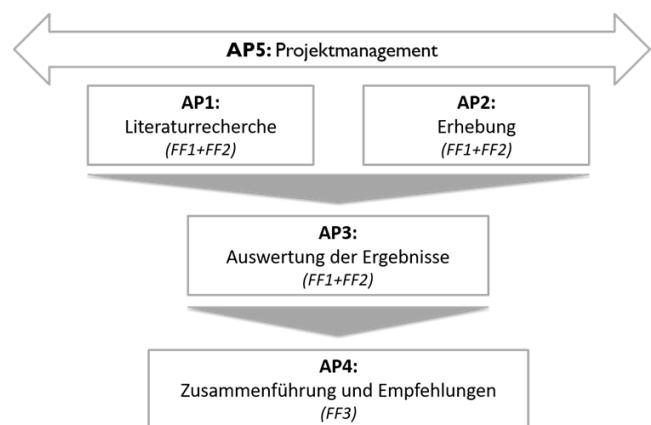 AP5: Projektmanagement
AP1:
Literaturrecherche
(FF1+FF2)
AP2:
Erhebung
(FF1+FF2)
AP3:
Auswertung der Ergebnisse
(FF1+FF2)
AP4:
Zusammenführung und Empfehlungen
(FF3)